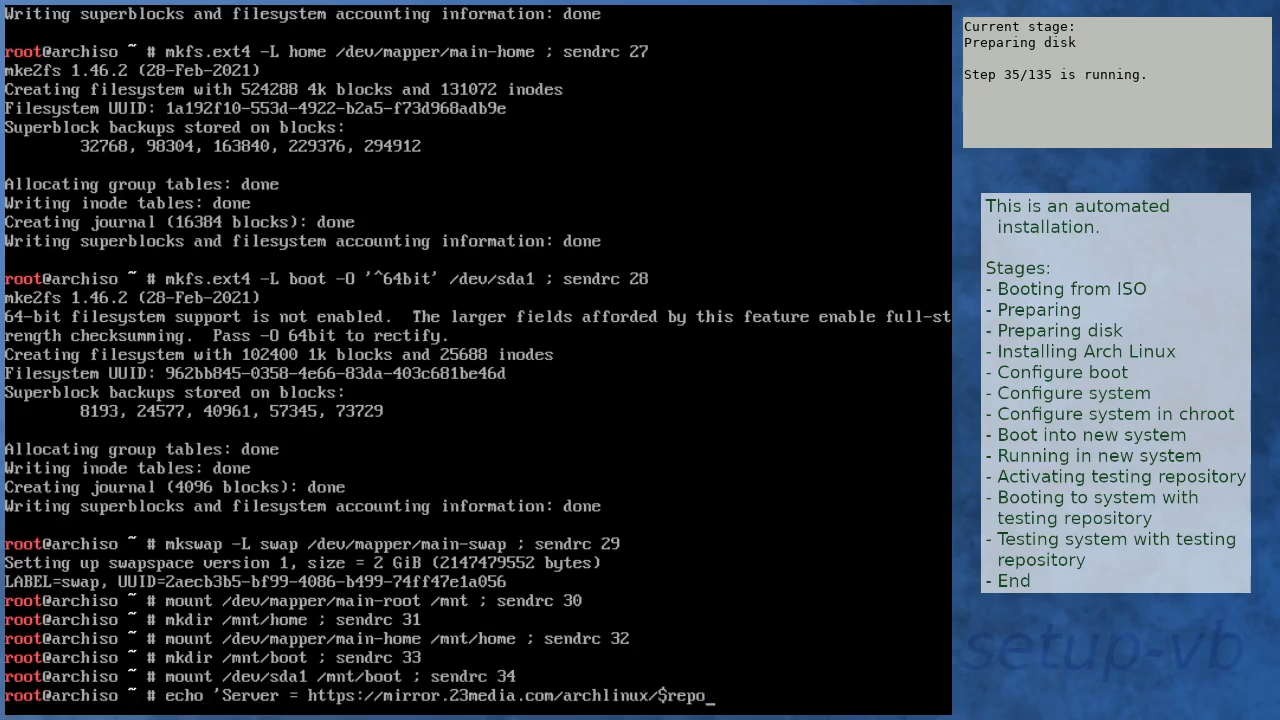 Writing superblocks and filesystem accounting information: done
root@archiso ~ # mkfs.ext4 -L home /dev/mapper/main-home ; sendrc 27
mke2fs 1.46.2 (28-Feb-2021)
Creating filesystem with 524288 4k blocks and 131072 inodes
Filesystem UUID: 1a192f10-553d-4922-b2a5-f73d968adb9e
Superblock backups stored on blocks:
        32768, 98304, 163840, 229376, 294912
Allocating group tables: done
Writing inode tables: done
Creating journal (16384 blocks): done
Writing superblocks and filesystem accounting information: done
root@archiso ~ # mkfs.ext4 -L boot -O '^64bit' /dev/sda1 ; sendrc 28
mke2fs 1.46.2 (28-Feb-2021)
64-bit filesystem support is not enabled.  The larger fields afforded by this feature enable full-st
rength checksumming.  Pass -O 64bit to rectify.
Creating filesystem with 102400 1k blocks and 25688 inodes
Filesystem UUID: 962bb845-0358-4e66-83da-403c681be46d
Superblock backups stored on blocks:
        8193, 24577, 40961, 57345, 73729
Allocating group tables: done
Writing inode tables: done
Creating journal (4096 blocks): done
Writing superblocks and filesystem accounting information: done
root@archiso ~ # mkswap -L swap /dev/mapper/main-swap ; sendrc 29
Setting up swapspace version 1, size = 2 GiB (2147479552 bytes)
LABEL=swap, UUID=2aecb3b5-bf99-4086-b499-74ff47e1a056
root@archiso ~ # mount /dev/mapper/main-root /mnt ; sendrc 30
root@archiso ~ # mkdir /mnt/home ; sendrc 31
root@archiso ~ # mount /dev/mapper/main-home /mnt/home ; sendrc 32
root@archiso ~ # mkdir /mnt/boot ; sendrc 33
root@archiso ~ # mount /dev/sda1 /mnt/boot ; sendrc 34
root@archiso ~ # echo 'Server = https://mirror.23media.com/archlinux/$repo_
Current stage:
Preparing disk
Step 35/135 is running.
This is an automated
installation.
Stages:
- Booting from ISO
- Preparing
- Preparing disk
- Installing Arch Linux
- Configure boot
- Configure system
- Configure system in chroot
- Boot into new system
- Running in new system
- Activating testing repository
- Booting to system with
testing repository
- Testing system with testing
repository
- End
setup-vb